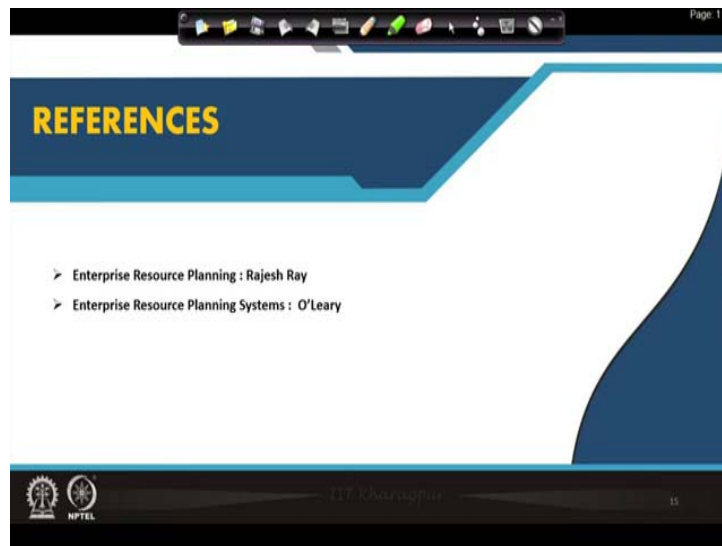 Page: 1
REFERENCES
➢ Enterprise Resource Planning : Rajesh Ray
➢ Enterprise Resource Planning Systems : O'Leary
NPTEL
IIT Kharagpur
15